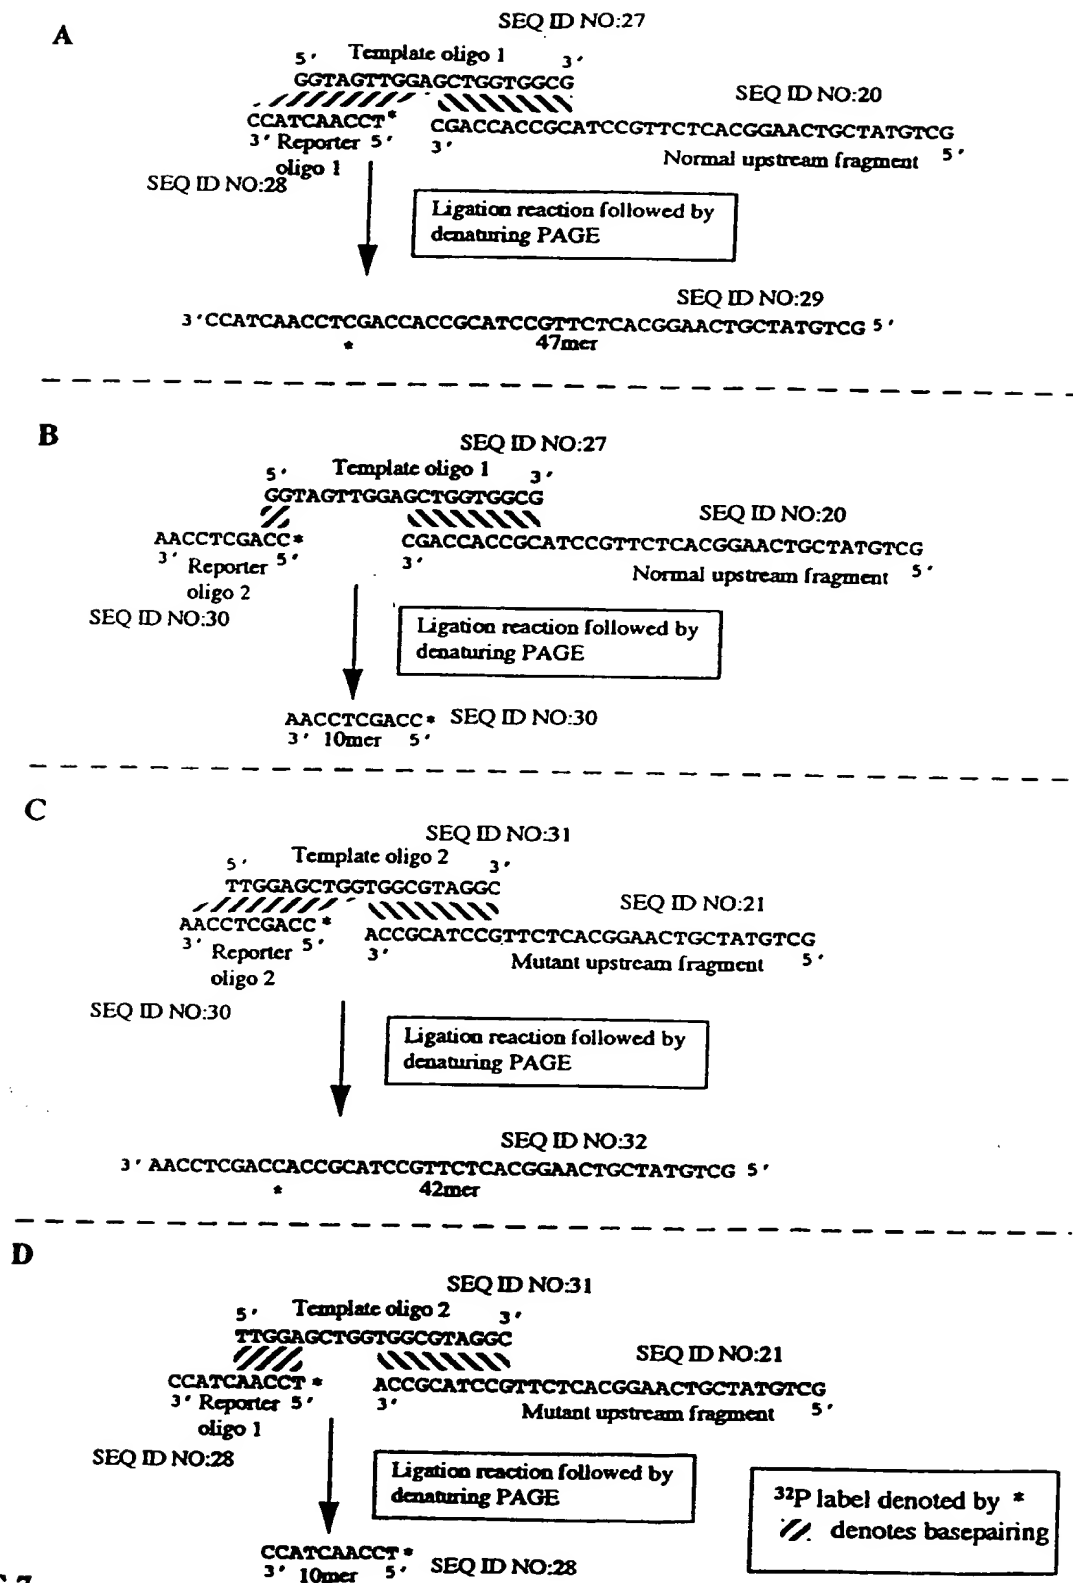 A
SEQ ID NO:27
5' Template oligo 1 3'
GGTAGTTGGAGCTGGTGGCG
SEQ ID NO:20
CCATCAACCT* CGACCACCGCATCCGTTCTCACGGAACTGCTATGTCG
3' Reporter 5' 3' Normal upstream fragment 5'
oligo 1
SEQ ID NO:28
Ligation reaction followed by
denaturing PAGE
SEQ ID NO:29
3'CCATCAACCTCGACCACCGCATCCGTTCTCACGGAACTGCTATGTCG 5'
* 47mer
B
SEQ ID NO:27
5' Template oligo 1 3'
GGTAGTTGGAGCTGGTGGCG
SEQ ID NO:20
AACCTCGACC* CGACCACCGCATCCGTTCTCACGGAACTGCTATGTCG
3' Reporter 5' 3' Normal upstream fragment 5'
oligo 2
SEQ ID NO:30
Ligation reaction followed by
denaturing PAGE
AACCTCGACC* SEQ ID NO:30
3' 10mer 5'
C
SEQ ID NO:31
5' Template oligo 2 3'
TTGGAGCTGGTGGCGTAGGC
SEQ ID NO:21
AACCTCGACC * ACCGCATCCGTTCTCACGGAACTGCTATGTCG
3' Reporter 5' 3' Mutant upstream fragment 5'
oligo 2
SEQ ID NO:30
Ligation reaction followed by
denaturing PAGE
SEQ ID NO:32
3' AACCTCGACCACCGCATCCGTTCTCACGGAACTGCTATGTCG 5'
* 42mer
D
SEQ ID NO:31
5' Template oligo 2 3'
TTGGAGCTGGTGGCGTAGGC
SEQ ID NO:21
CCATCAACCT * ACCGCATCCGTTCTCACGGAACTGCTATGTCG
3' Reporter 5' 3' Mutant upstream fragment 5'
oligo 1
SEQ ID NO:28
Ligation reaction followed by
denaturing PAGE
32P label denoted by *
denotes basepairing
CCATCAACCT* SEQ ID NO:28
3' 10mer 5'